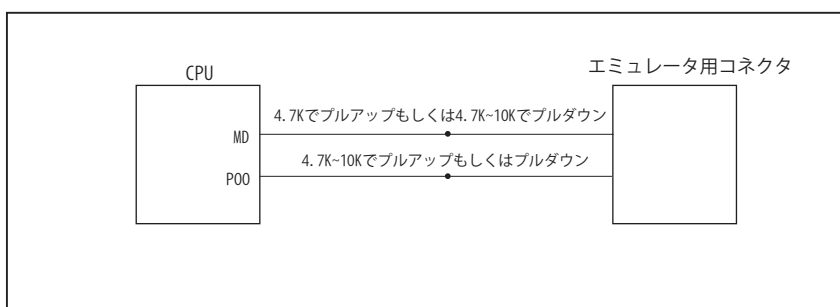 CPU
エミュレータ用コネクタ
4.7Kでプルアップもしくは4.7K~10Kでプルダウン
MD
4.7K~10Kでプルアップもしくはプルダウン
P00